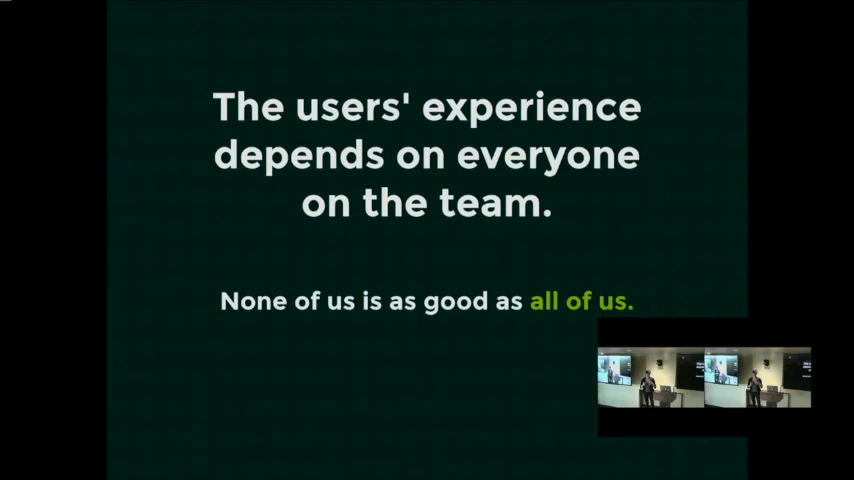 The users' experience
depends on everyone
on the team.
None of us is as good as all of us.